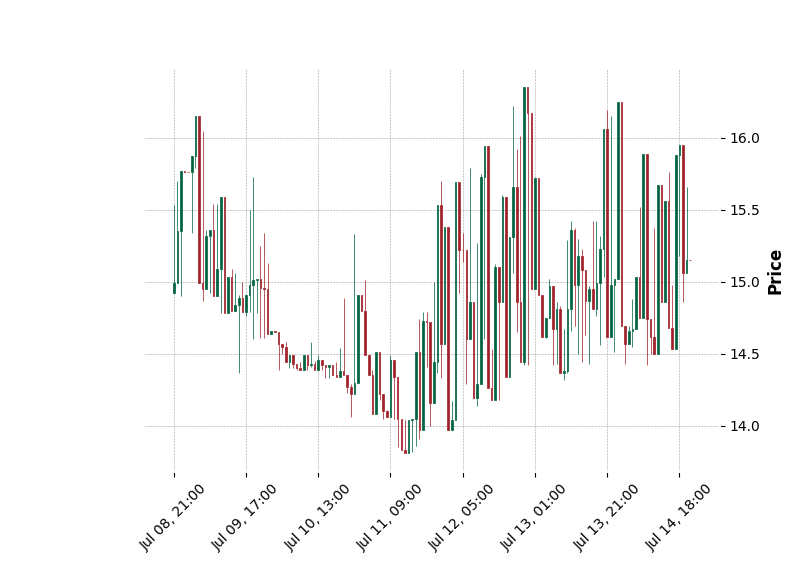 16.0
15.5
15.0
14.5
14.0
Price
Jul 08, 21:00
Jul 09, 17:00
Jul 10, 13:00
Jul 11, 09:00
Jul 12, 05:00
Jul 13, 01:00
Jul 13, 21:00
Jul 14, 18:00